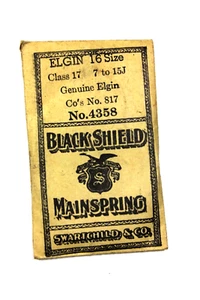 ELGIN 16 Size
Class 17 7 to 15J
Genuine Elgin
Co's No. 817
No. 4358
BLACK SHIELD
S
MAINSPRING
SWARTCHILD & CO.